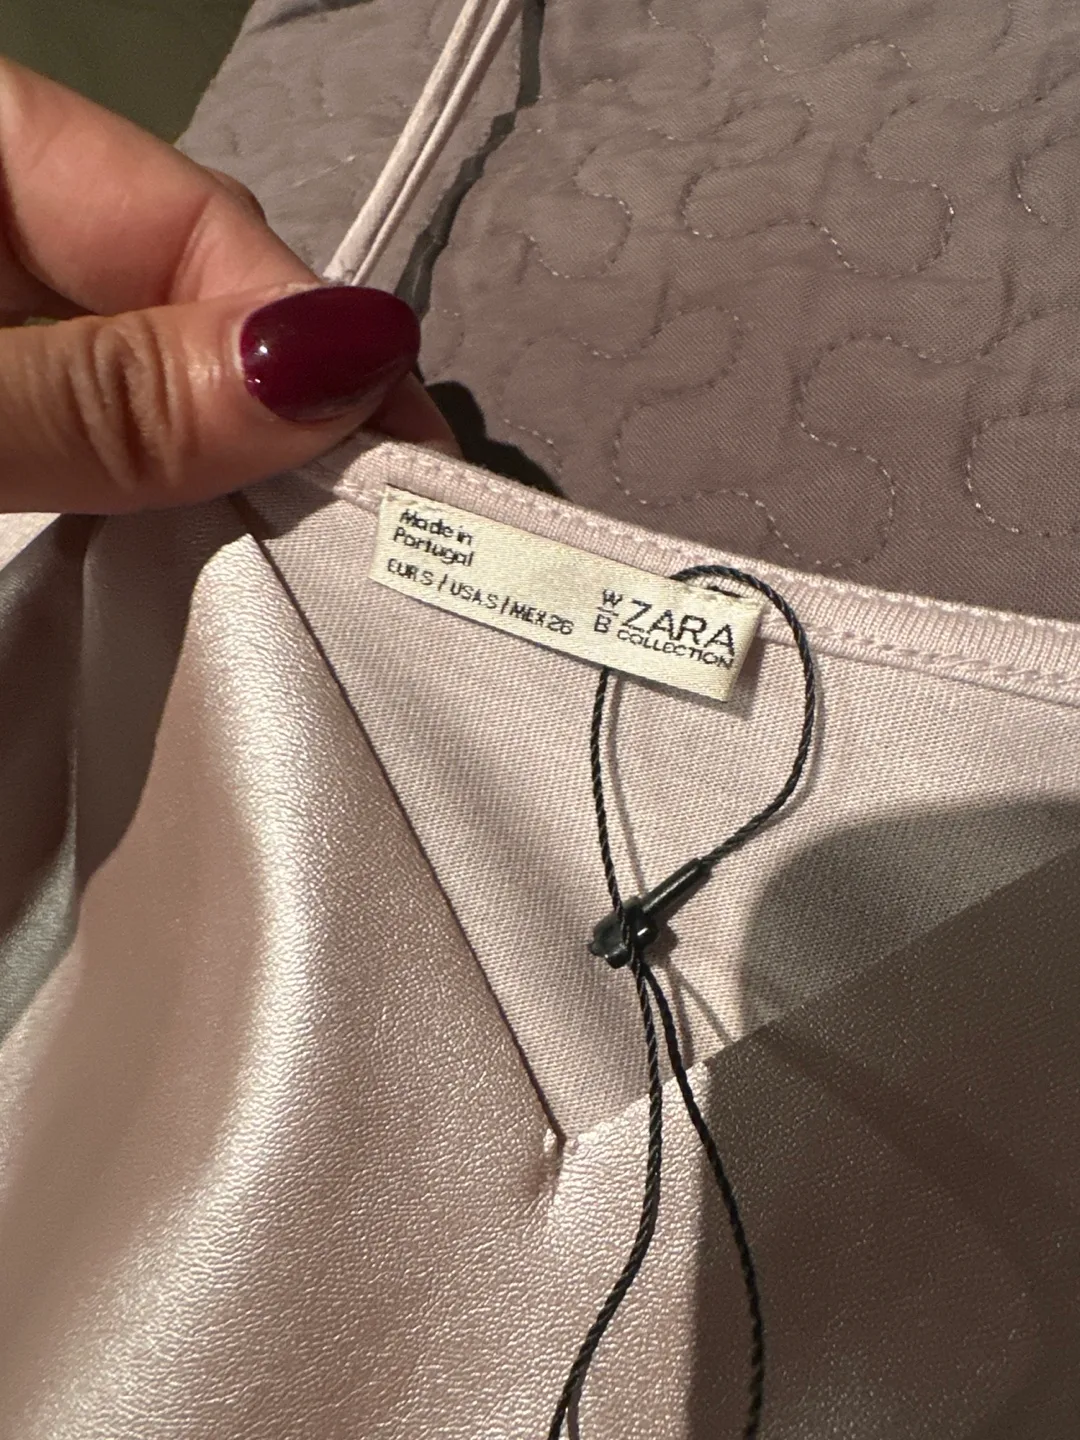 Made in
Portugal
EUR S / USA S / MEX 26
W
B
ZARA
COLLECTION